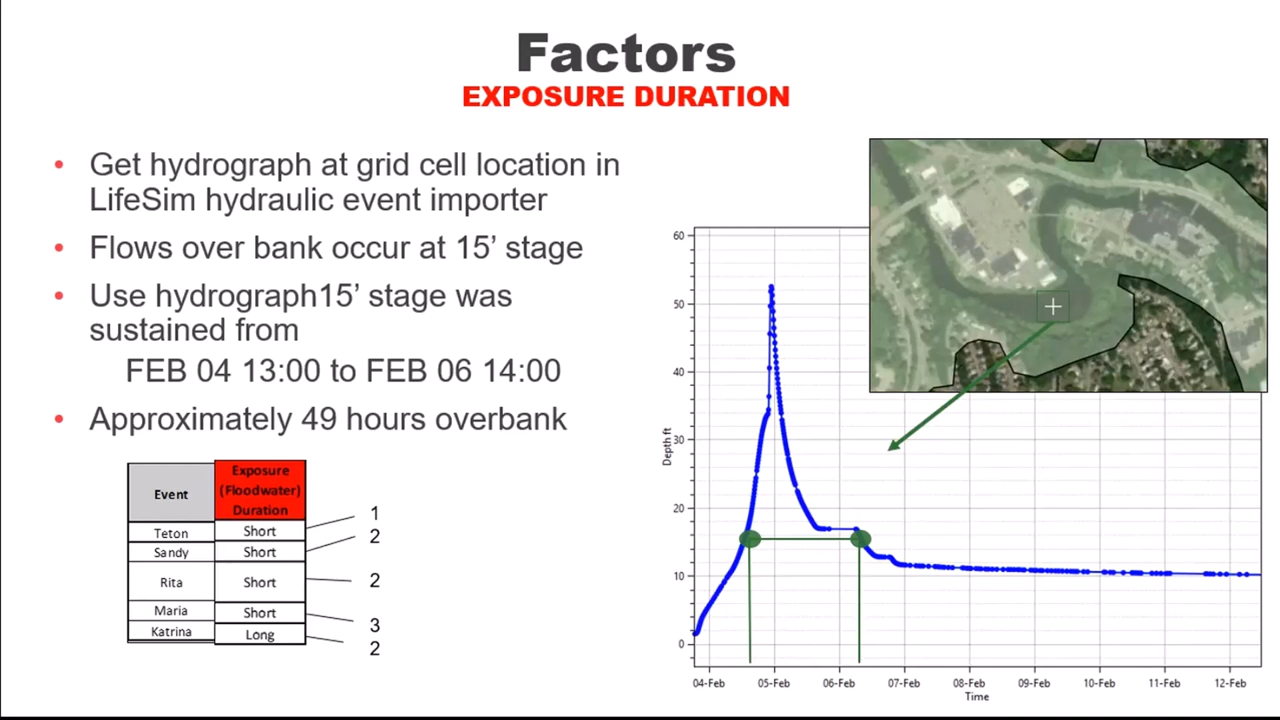 Factors
EXPOSURE DURATION
• Get hydrograph at grid cell location in
LifeSim hydraulic event importer
• Flows over bank occur at 15’ stage
• Use hydrograph15’ stage was
sustained from
FEB 04 13:00 to FEB 06 14:00
• Approximately 49 hours overbank
Event
Exposure
(Floodwater)
Duration
Teton Short 1
Sandy Short 2
Rita Short 2
Maria Short 3
Katrina Long 2
Depth ft
60
50
40
30
20
10
0
04-Feb 05-Feb 06-Feb 07-Feb 08-Feb 09-Feb 10-Feb 11-Feb 12-Feb
Time